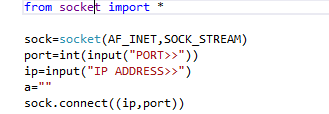 from socket import *
sock=socket(AF_INET,SOCK_STREAM)
port=int(input("PORT>>"))
ip=input("IP ADDRESS>>")
a=""
sock.connect((ip,port))